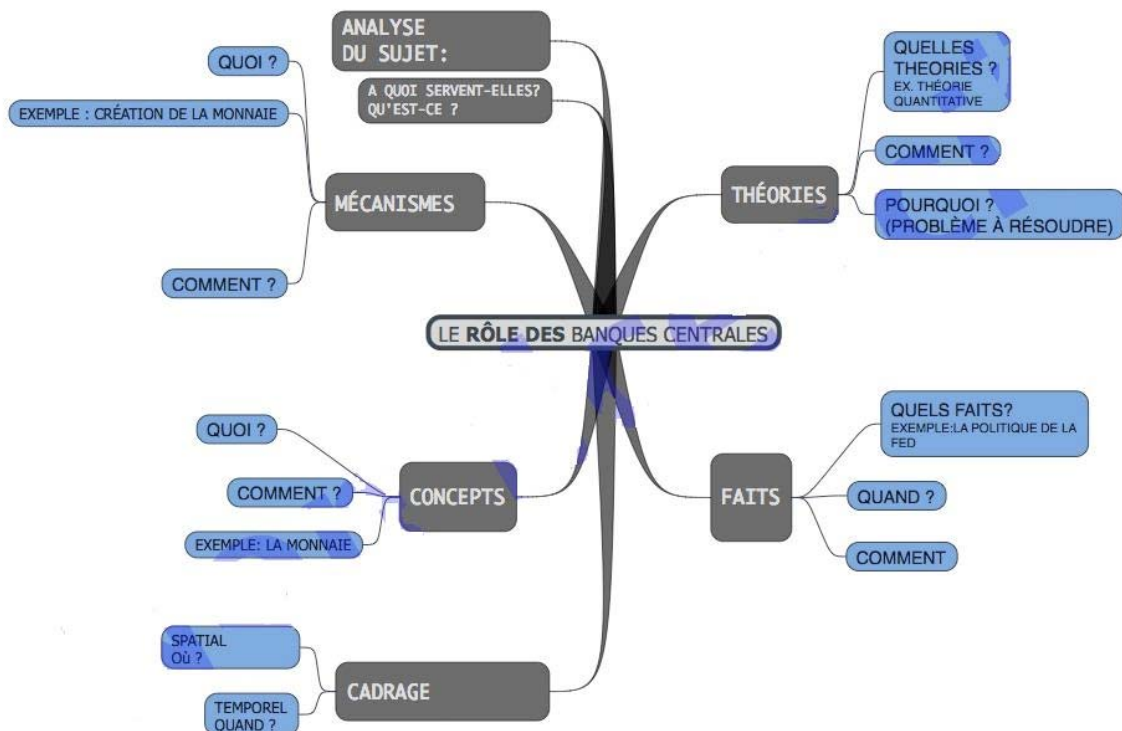 ANALYSE
DU SUJET:
A QUOI SERVENT-ELLES?
QU'EST-CE ?
QUOI ?
EXEMPLE : CRÉATION DE LA MONNAIE
MÉCANISMES
COMMENT ?
QUELLES
THEORIES ?
EX. THÉORIE
QUANTITATIVE
COMMENT ?
THÉORIES
POURQUOI ?
(PROBLÈME À RÉSOUDRE)
LE RÔLE DES BANQUES CENTRALES
QUOI ?
COMMENT ?
CONCEPTS
EXEMPLE: LA MONNAIE
QUELS FAITS?
EXEMPLE:LA POLITIQUE DE LA
FED
FAITS
QUAND ?
COMMENT
SPATIAL
Où ?
CADRAGE
TEMPOREL
QUAND ?